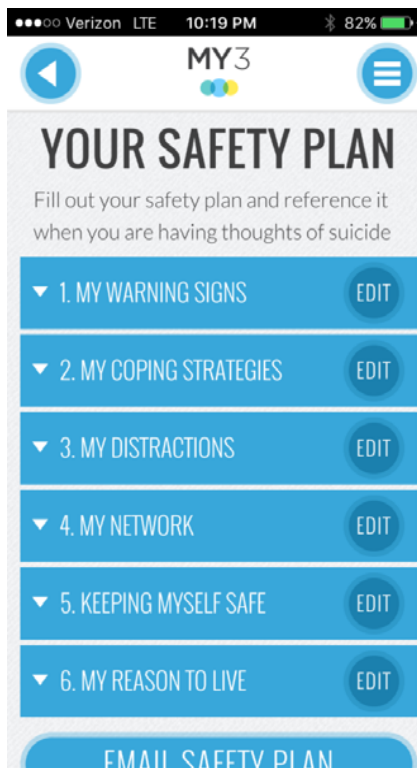 Verizon LTE 10:19 PM 82%
MY3
YOUR SAFETY PLAN
Fill out your safety plan and reference it
when you are having thoughts of suicide
1. MY WARNING SIGNS EDIT
2. MY COPING STRATEGIES EDIT
3. MY DISTRACTIONS EDIT
4. MY NETWORK EDIT
5. KEEPING MYSELF SAFE EDIT
6. MY REASON TO LIVE EDIT
EMAIL SAFETY PLAN